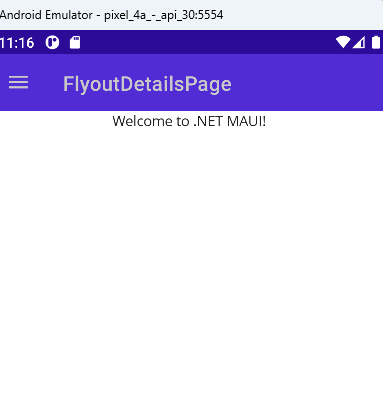 Android Emulator - pixel_4a_-_api_30:5554
11:16
FlyoutDetailsPage
Welcome to .NET MAUI!